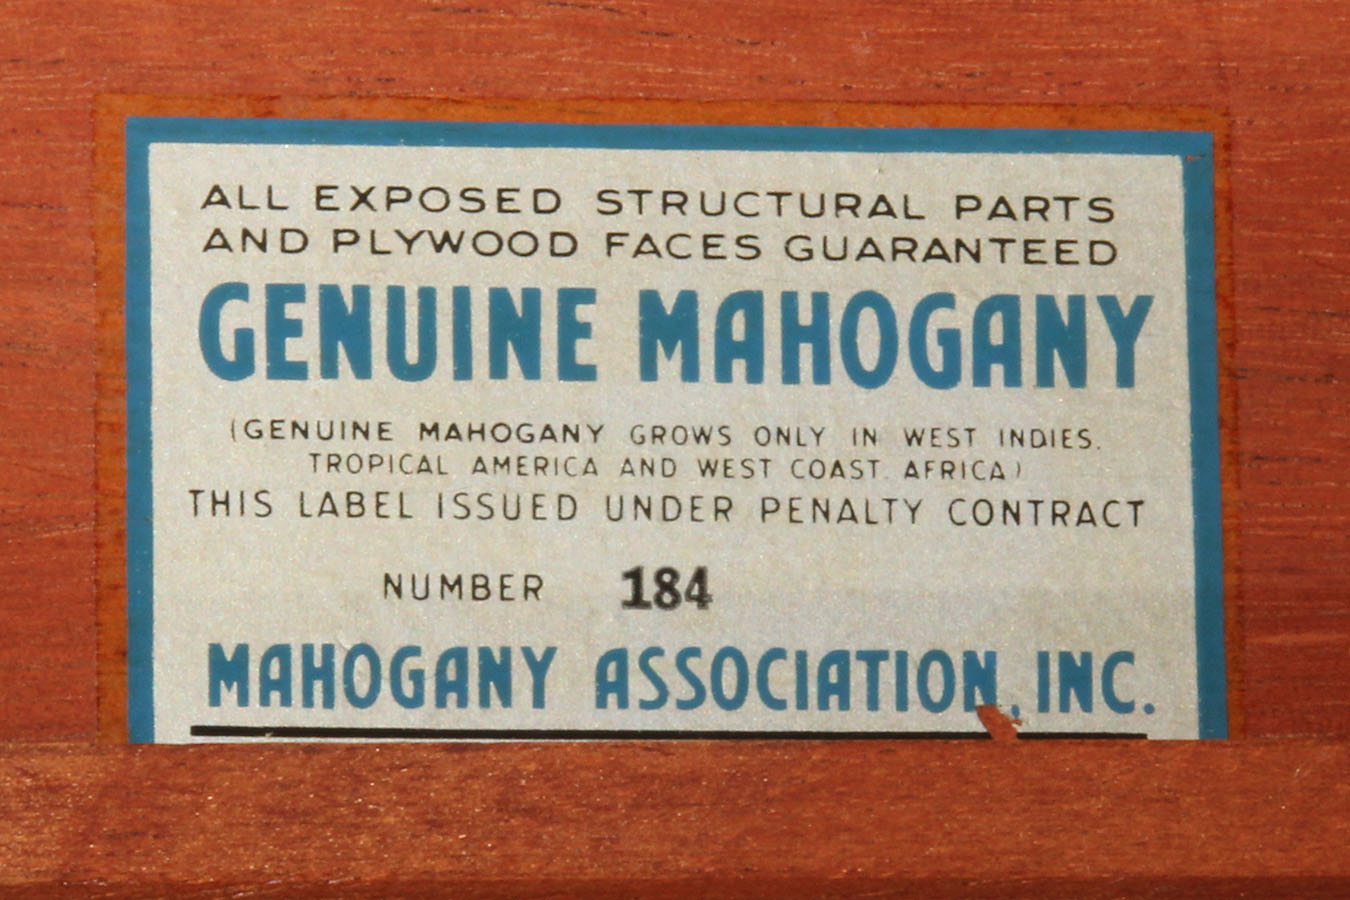 ALL EXPOSED STRUCTURAL PARTS
AND PLYWOOD FACES GUARANTEED
GENUINE MAHOGANY
(GENUINE MAHOGANY GROWS ONLY IN WEST INDIES.
TROPICAL AMERICA AND WEST COAST. AFRICA)
THIS LABEL ISSUED UNDER PENALTY CONTRACT
NUMBER 184
MAHOGANY ASSOCIATION, INC.